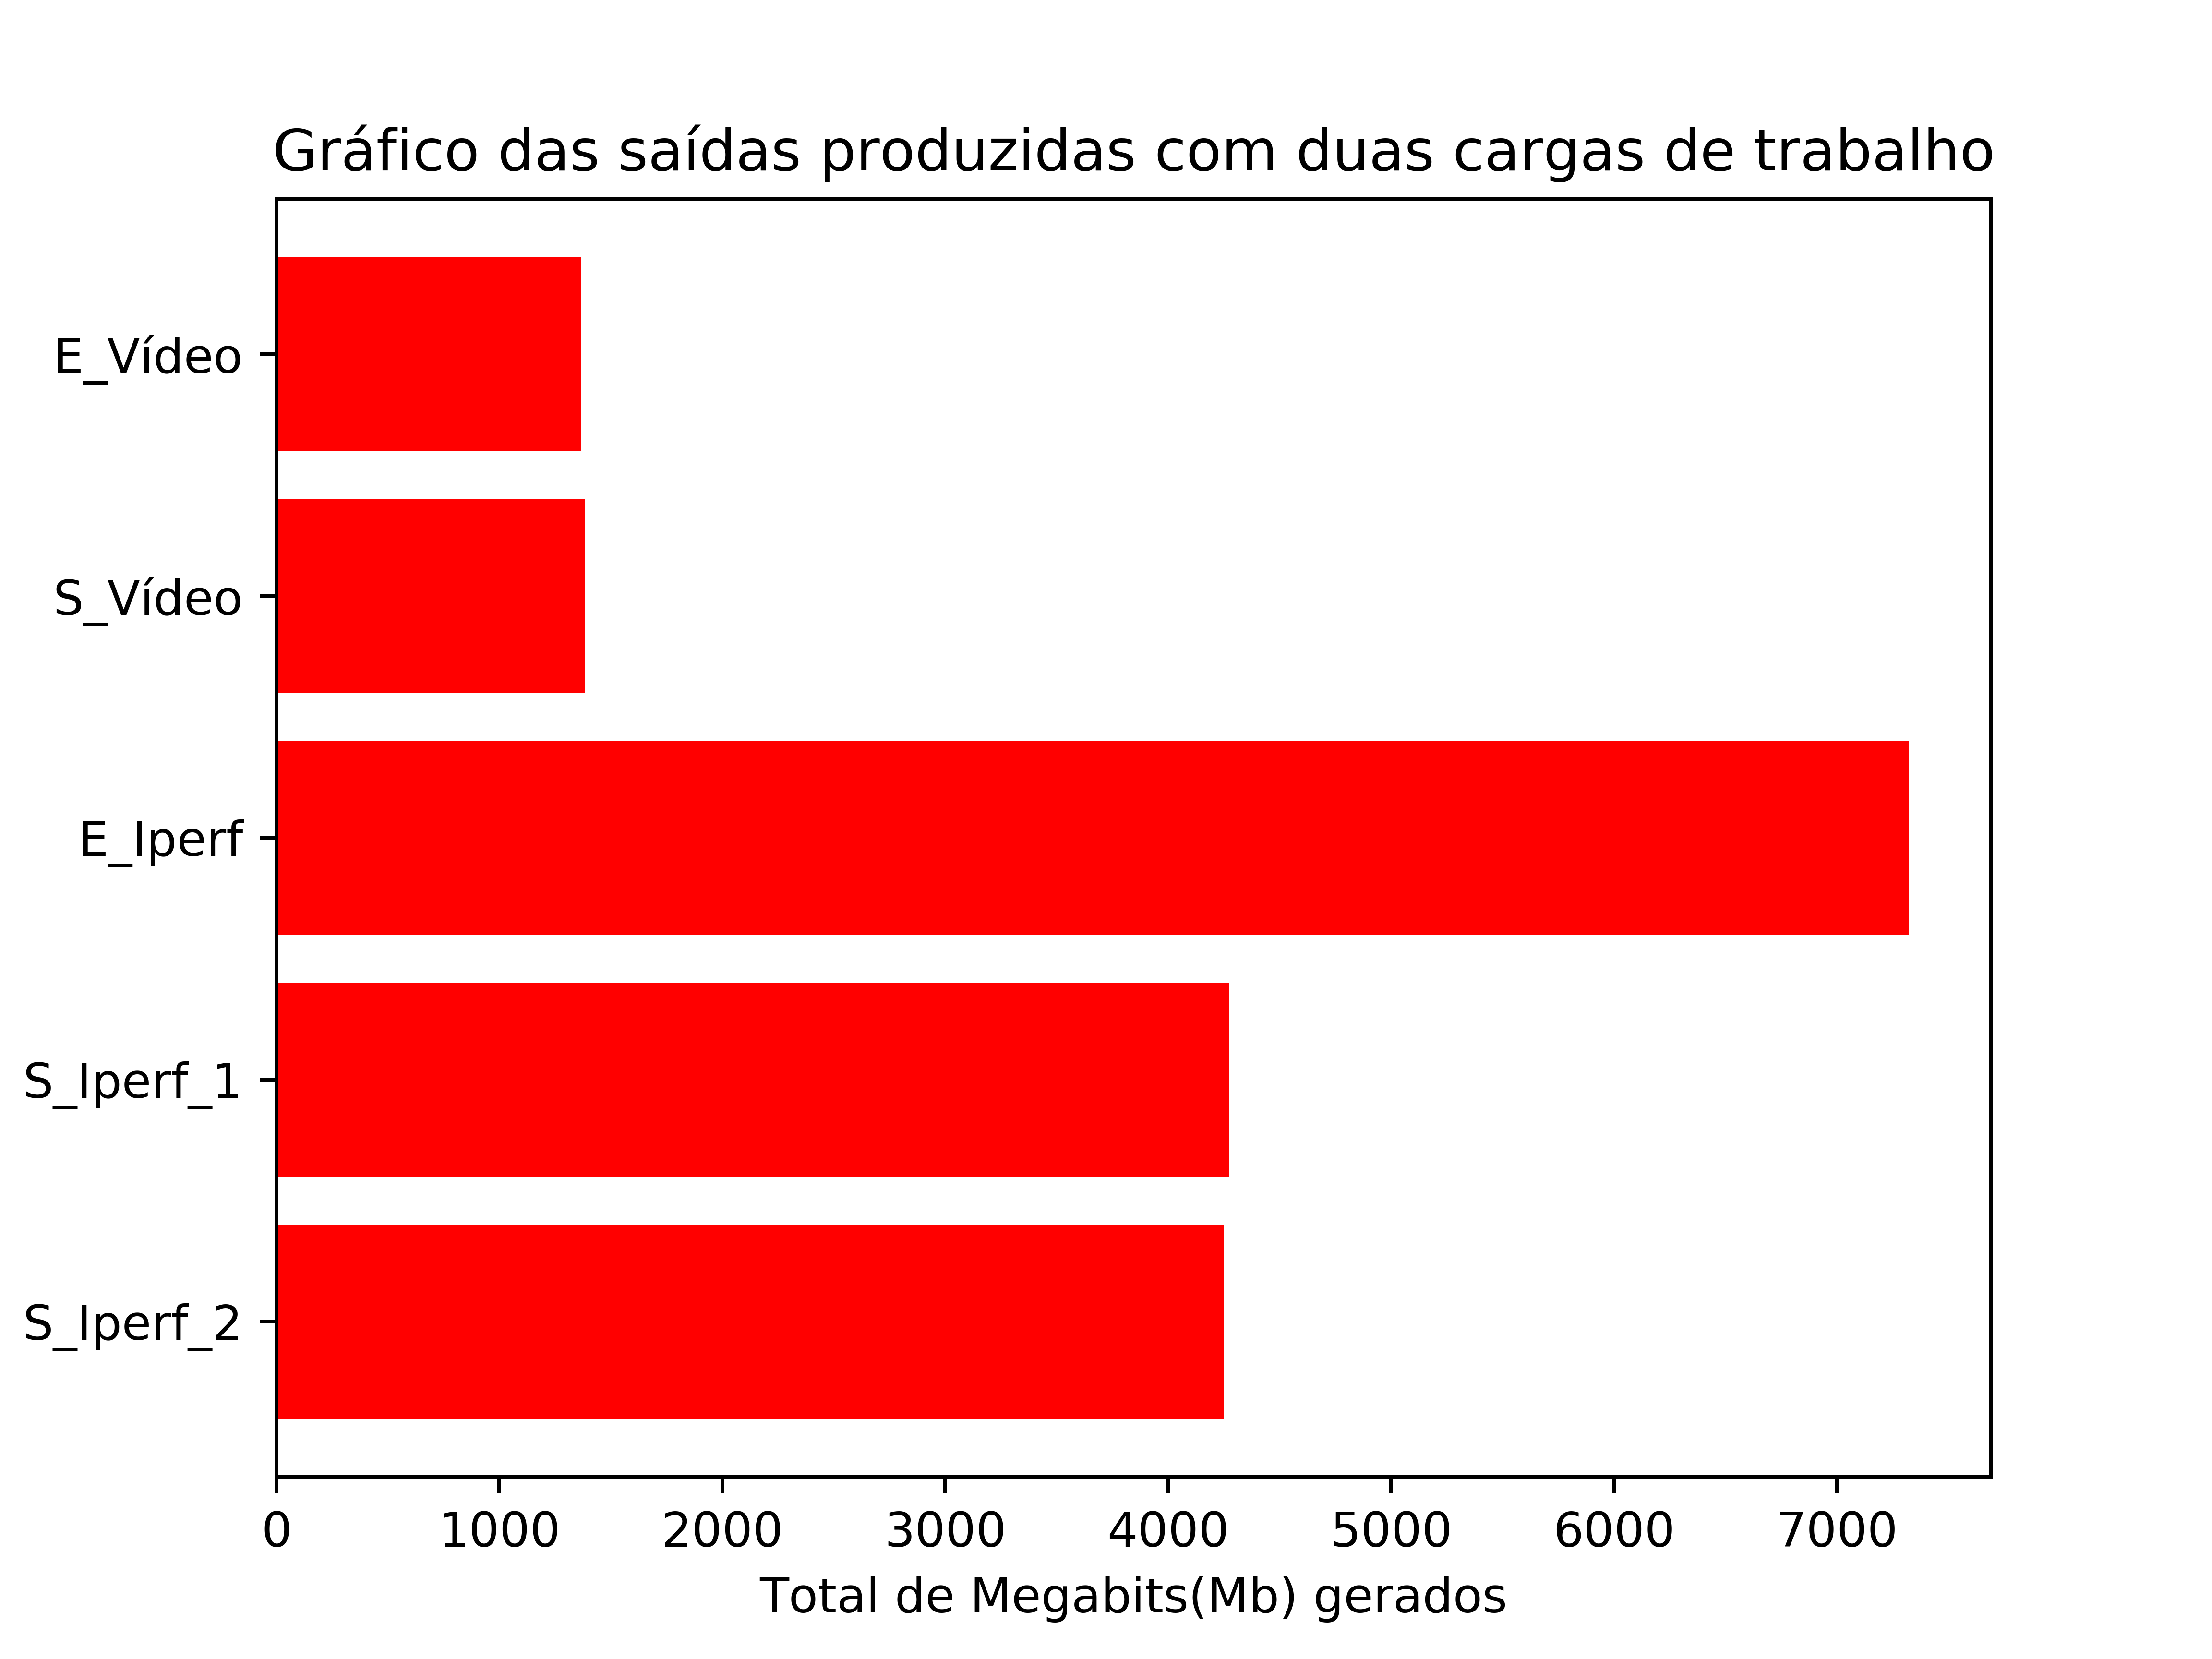 Gráfico das saídas produzidas com duas cargas de trabalho
E_Vídeo
S_Vídeo
E_Iperf
S_Iperf_1
S_Iperf_2
0 1000 2000 3000 4000 5000 6000 7000
Total de Megabits(Mb) gerados